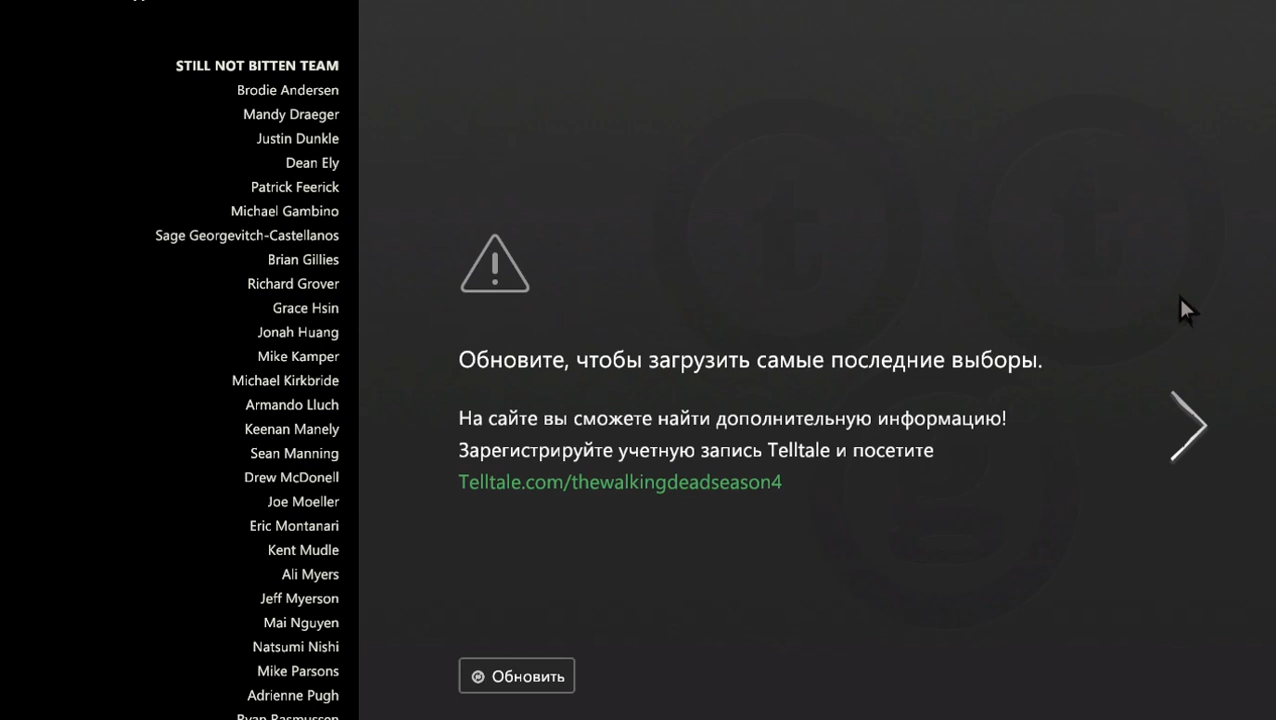 STILL NOT BITTEN TEAM
Brodie Andersen
Mandy Draeger
Justin Dunkle
Dean Ely
Patrick Feerick
Michael Gambino
Sage Georgevitch-Castellanos
Brian Gillies
Richard Grover
Grace Hsin
Jonah Huang
Mike Kamper
Michael Kirkbride
Armando Lluch
Keenan Manely
Sean Manning
Drew McDonell
Joe Moeller
Eric Montanari
Kent Mudle
Ali Myers
Jeff Myerson
Mai Nguyen
Natsumi Nishi
Mike Parsons
Adrienne Pugh
Ryan Rasmussen
Обновите, чтобы загрузить самые последние выборы.
На сайте вы сможете найти дополнительную информацию!
Зарегистрируйте учетную запись Telltale и посетите
Telltale.com/thewalkingdeadseason4
Обновить